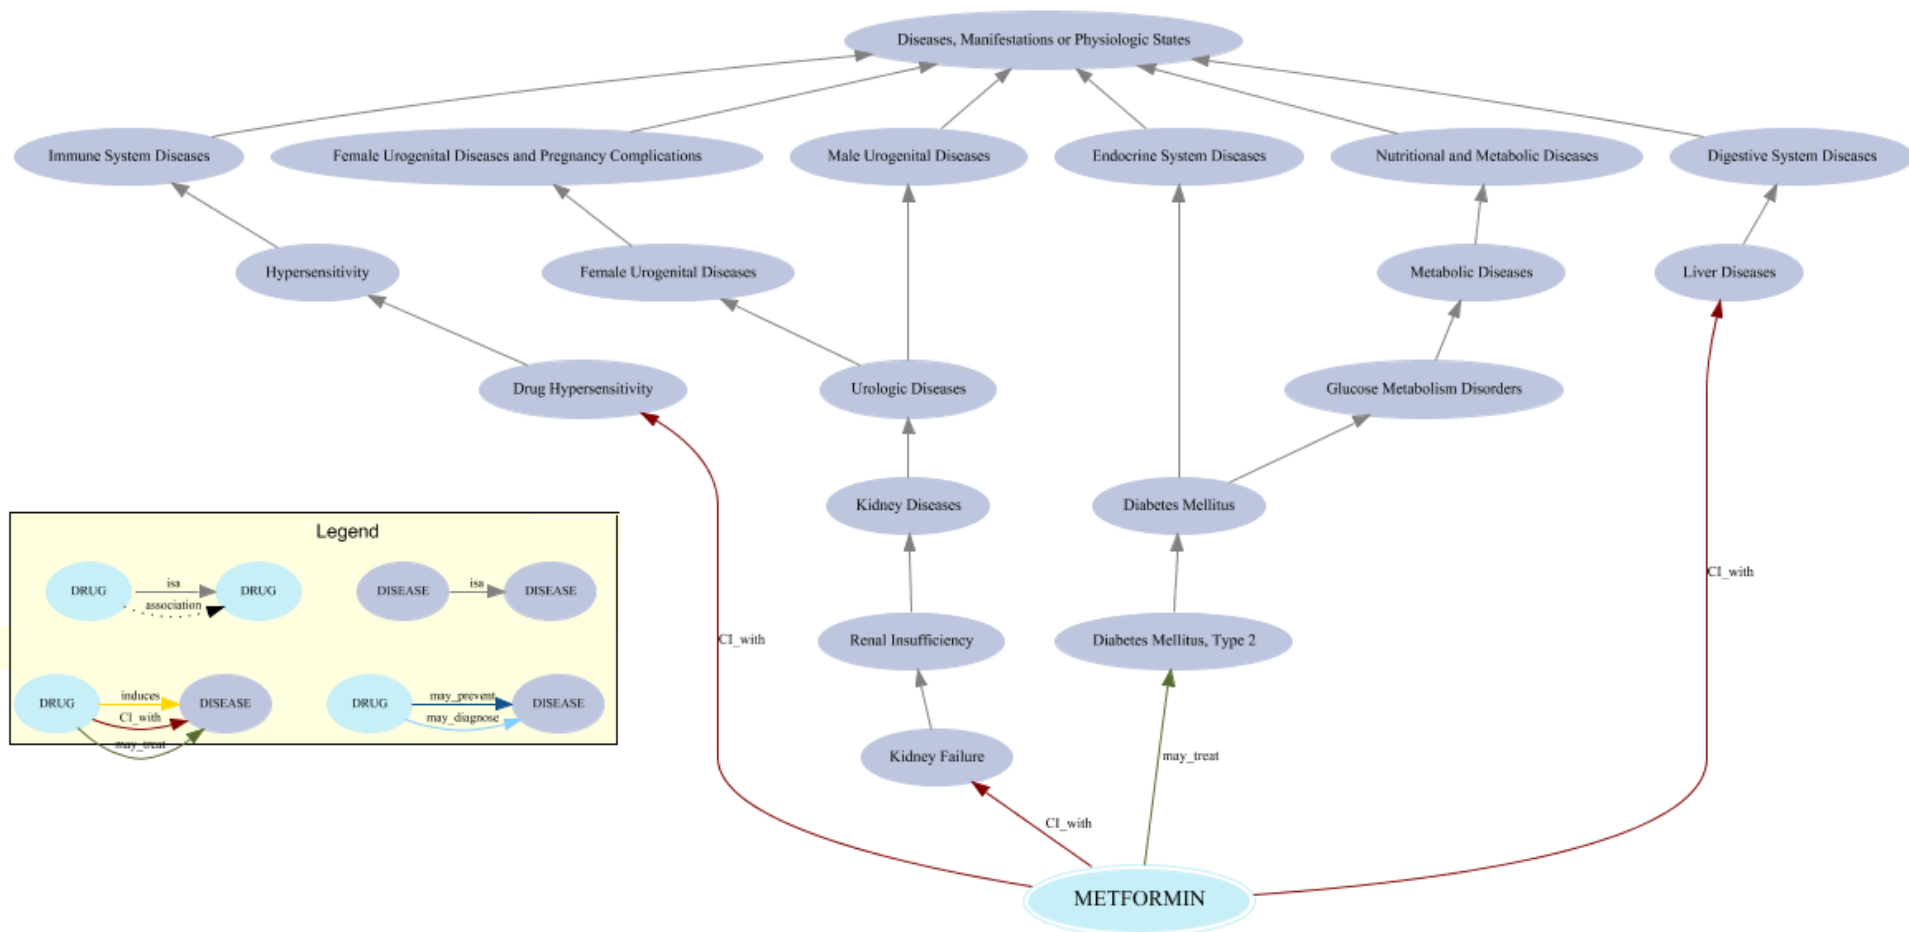 Diseases, Manifestations or Physiologic States
Immune System Diseases
Female Urogenital Diseases and Pregnancy Complications
Male Urogenital Diseases
Endocrine System Diseases
Nutritional and Metabolic Diseases
Digestive System Diseases
Hypersensitivity
Female Urogenital Diseases
Metabolic Diseases
Liver Diseases
Drug Hypersensitivity
Urologic Diseases
Glucose Metabolism Disorders
Kidney Diseases
Diabetes Mellitus
CI_with
Renal Insufficiency
Diabetes Mellitus, Type 2
CI_with
Kidney Failure
may_treat
CI_with
METFORMIN
Legend
DRUG
isa
association
DRUG
DISEASE
isa
DISEASE
DRUG
induces
CI_with
may_treat
DISEASE
DRUG
may_prevent
may_diagnose
DISEASE